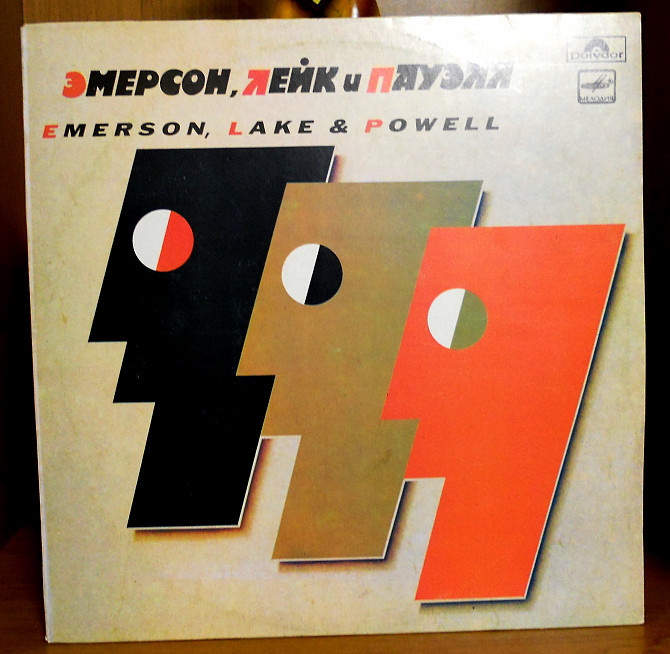 ЭМЕРСОН, ЛЕЙК и ПАУЭЛЛ
EMERSON, LAKE & POWELL
Polydor
МЕЛОДИЯ